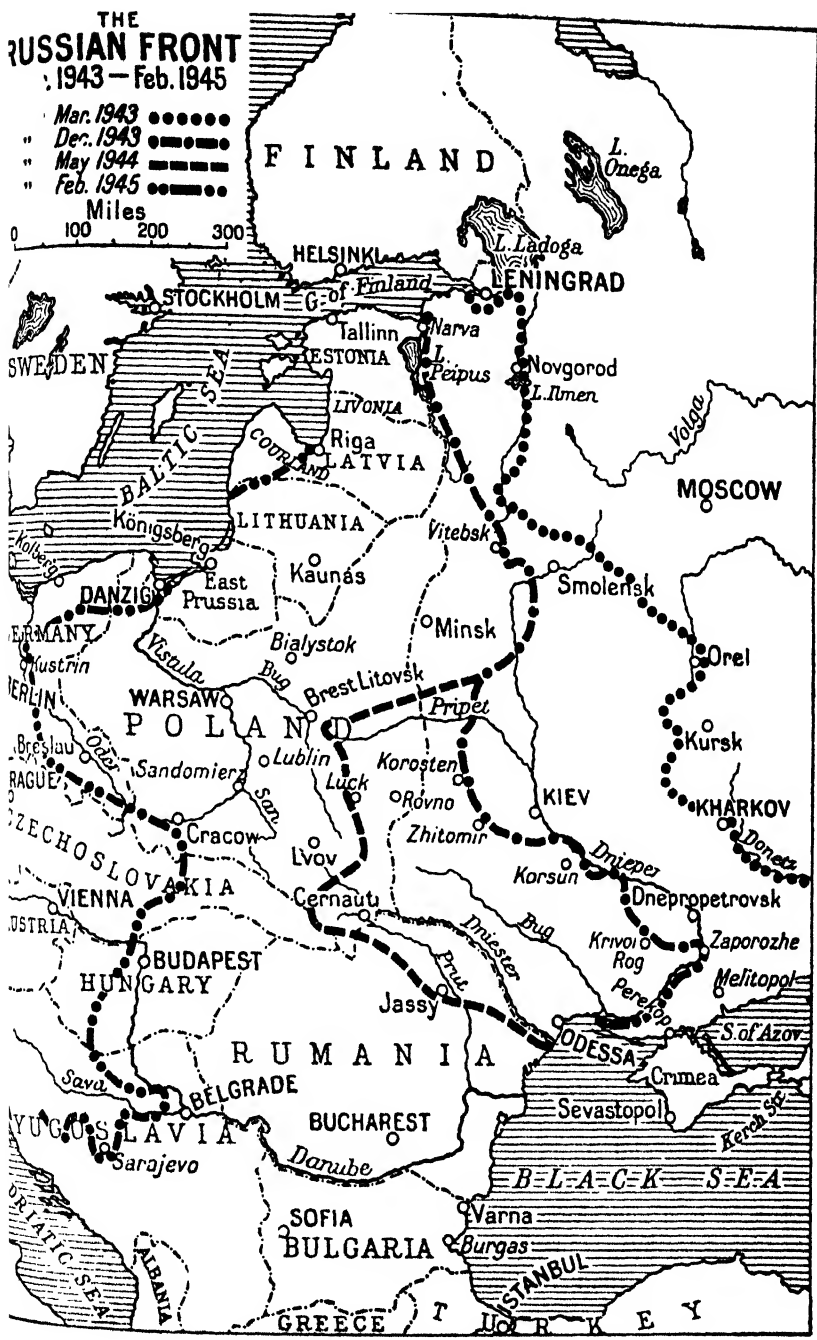 THE
RUSSIAN FRONT
1943 — Feb. 1945
Mar. 1943
" Dec. 1943
" May 1944
" Feb. 1945
Miles
0 100 200 300
FINLAND
L. Onega
L. Ladoga
HELSINKI
G. of Finland
LENINGRAD
STOCKHOLM
Tallinn
Narva
ESTONIA
L. Peipus
Novgorod
L. Ilmen
SWEDEN
BALTIC SEA
LIVONIA
Riga
COURLAND
LATVIA
Volga
MOSCOW
LITHUANIA
Königsberg
Vitebsk
Kolberg
Kaunas
Smolensk
DANZIG
East
Prussia
Minsk
ERMANY
Bialystok
Orel
Kustrin
Vistula
Bug
Brest Litovsk
BERLIN
WARSAW
Pripet
POLAND
Kursk
Breslau
Oder
Lublin
Korosten
RAGUE
Sandomierz
Luck
San
Rovno
KIEV
KHARKOV
Cracow
Zhitomir
Donetz
CZECHOSLOVAKIA
Lvov
Korsun
Dnieper
Cernauti
VIENNA
Dnepropetrovsk
USTRIA
Dniester
Bug
Krivoi
Rog
Zaporozhe
BUDAPEST
Prut
Melitopol
HUNGARY
Jassy
Perekop
ODESSA
S. of Azov
RUMANIA
Crimea
Sava
BELGRADE
Sevastopol
Kerch Str.
YUGOSLAVIA
BUCHAREST
Sarajevo
Danube
BLACK SEA
DRIATIC SEA
SOFIA
Varna
BULGARIA
Burgas
ALBANIA
ISTANBUL
GREECE
TURKEY